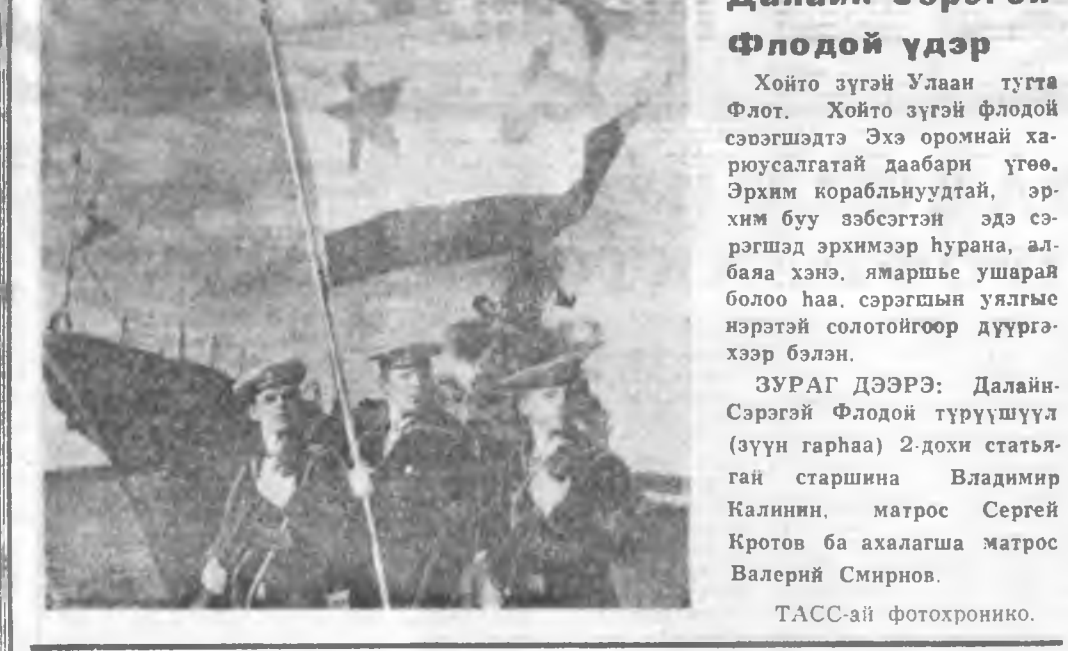 Далайн Сэрэгэй
Флодой үдэр
Хойто зүгэй Улаан тугта
Флот. Хойто зүгэй флодой
сэрэгшэдтэ Эхэ оромнай ха-
рюусалгатай даабари үгөө.
Эрхим корабльнуудтай, эр-
хим буу зэбсэгтэй эдэ сэ-
рэгшэд эрхимээр һурана, ал-
баяа хэнэ, ямаршье ушарай
болоо һаа, сэрэгшын уялгые
нэрэтэй солотойгоор дүүргэ-
хээр бэлэн.
ЗУРАГ ДЭЭРЭ: Далайн-
Сэрэгэй Флодой түрүүшүүл
(зүүн гарһаа) 2-дохи статья-
гай старшина Владимир
Калинин, матрос Сергей
Кротов ба ахалагша матрос
Валерий Смирнов.
ТАСС-ай фотохронико.